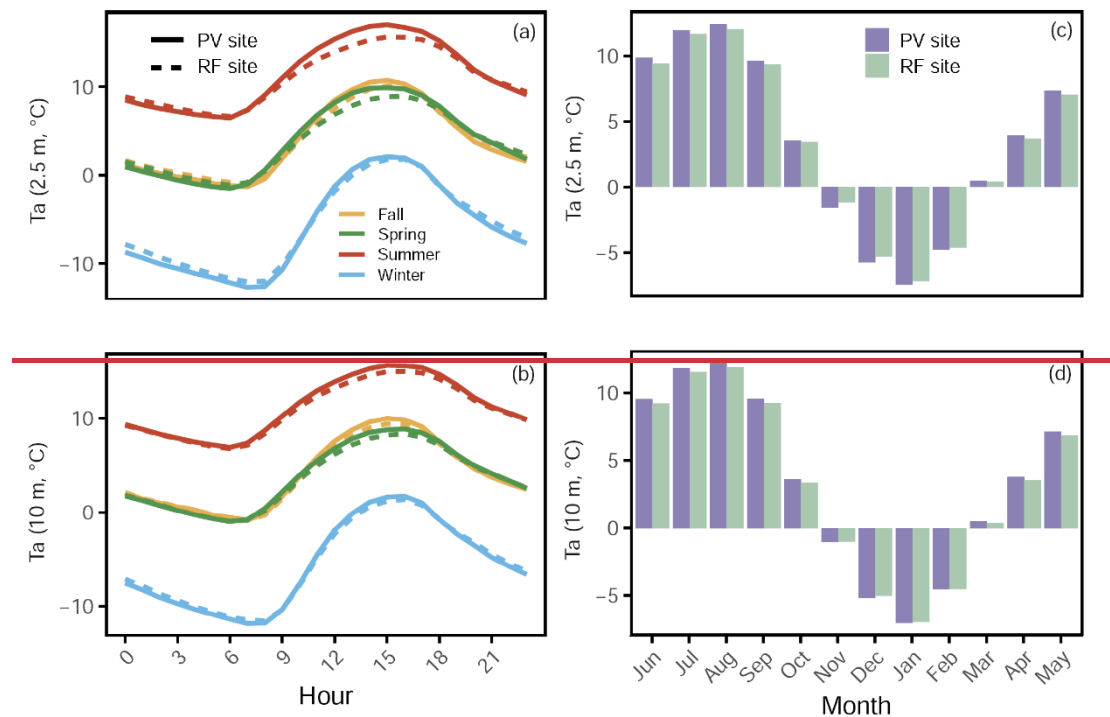 Ta (2.5 m, °C)
10
0
−10
PV site
RF site
(a)
Fall
Spring
Summer
Winter
Ta (2.5 m, °C)
10
5
0
−5
(c)
PV site
RF site
Ta (10 m, °C)
10
0
−10
(b)
0 3 6 9 12 15 18 21
Hour
Ta (10 m, °C)
10
5
0
−5
(d)
Jun Jul Aug Sep Oct Nov Dec Jan Feb Mar Apr May
Month